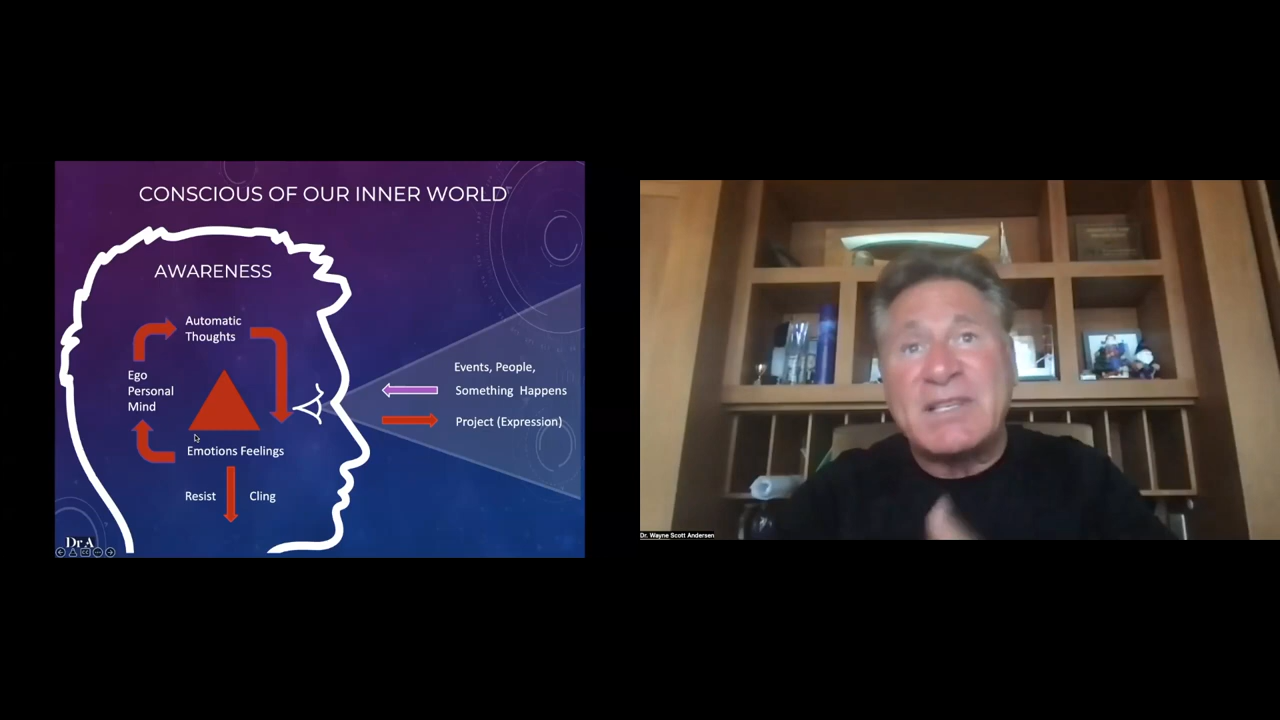 CONSCIOUS OF OUR INNER WORLD
AWARENESS
Automatic
Thoughts
Ego
Personal
Mind
Emotions Feelings
Resist
Cling
Events, People,
Something Happens
Project (Expression)
Dr A
Dr. Wayne Scott Andersen